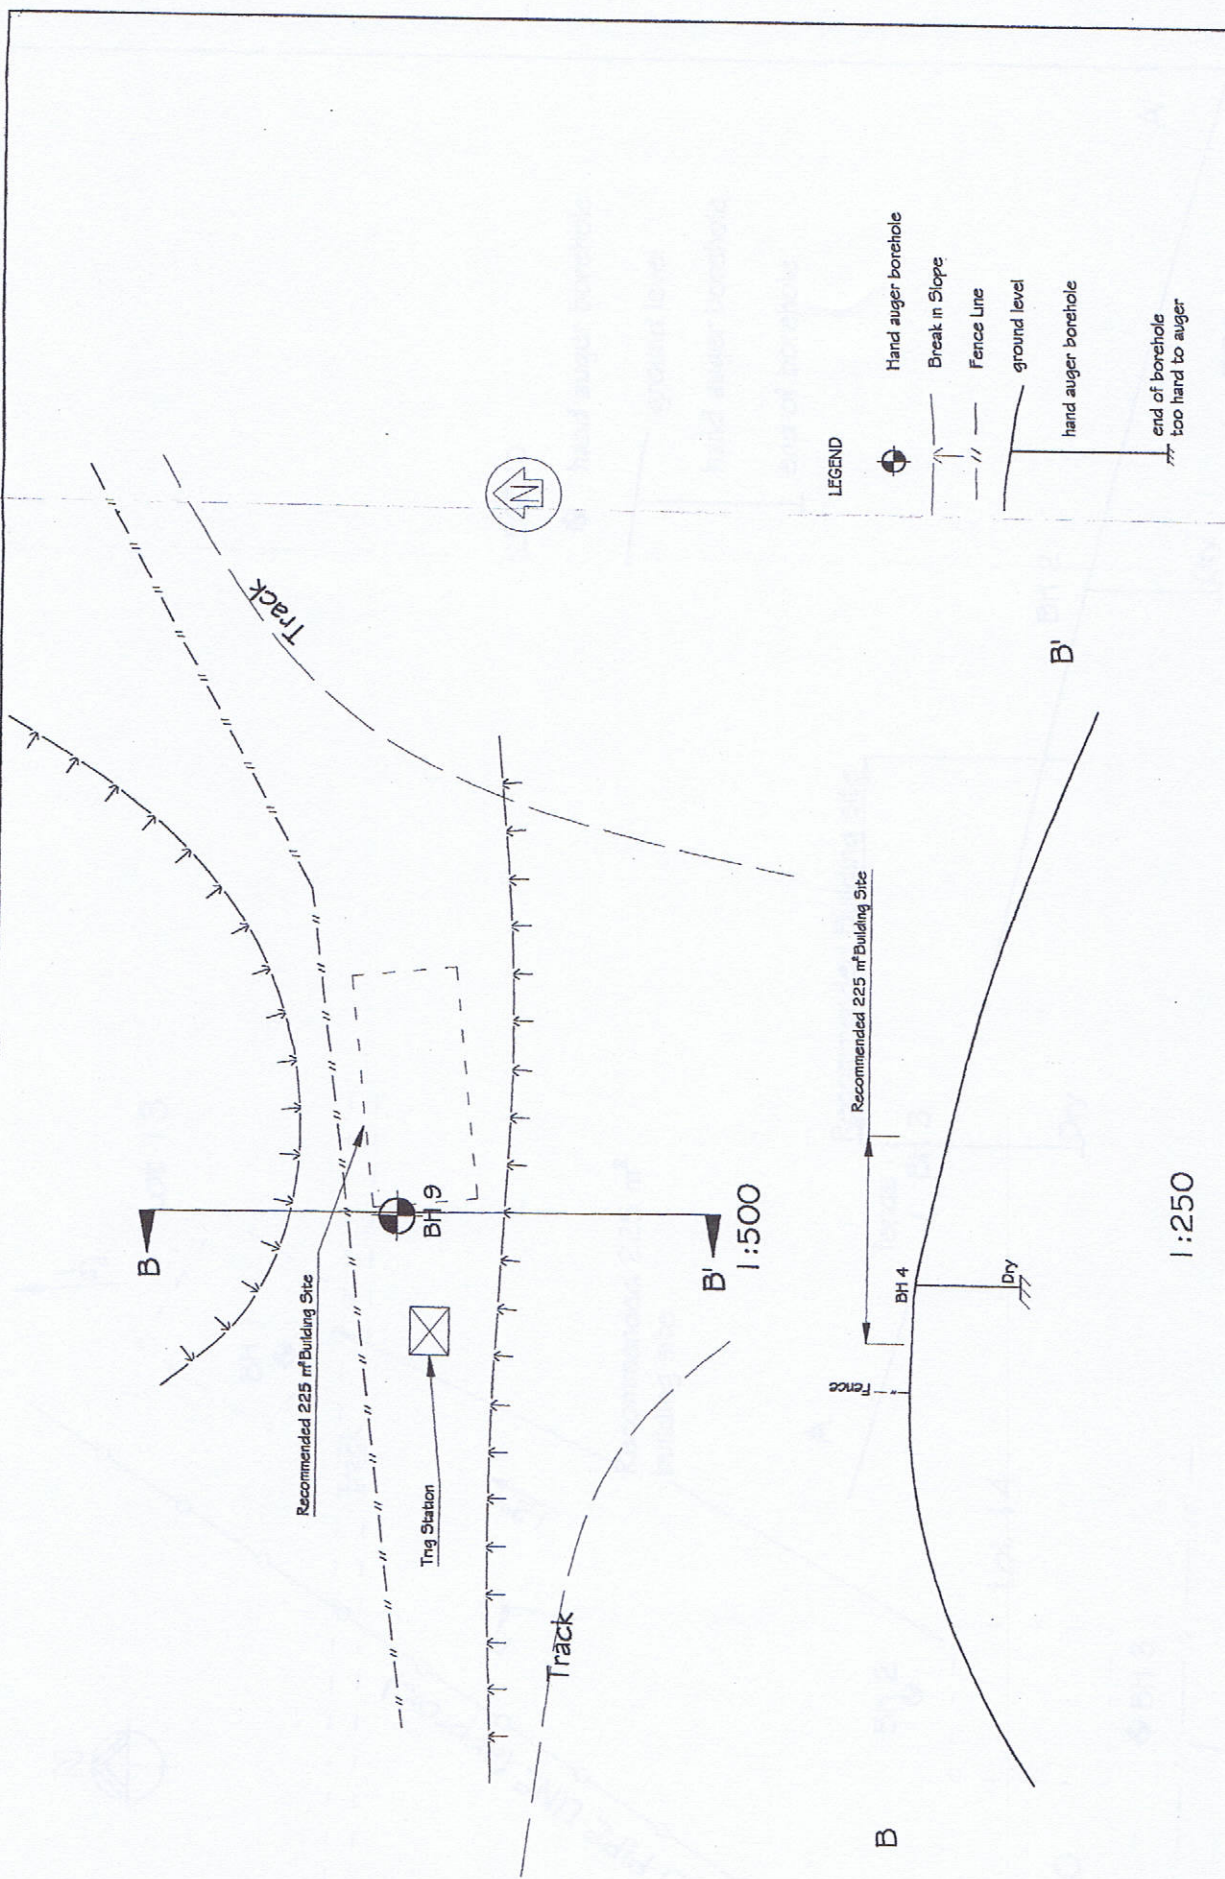 B
Recommended 225 m² Building Site
BH 9
Trig Station
Track
Track
B'
1:500
N
LEGEND
Hand auger borehole
Break in Slope
Fence Line
ground level
hand auger borehole
end of borehole
too hard to auger
B
Fence
BH 4
Dry
Recommended 225 m² Building Site
B'
1:250